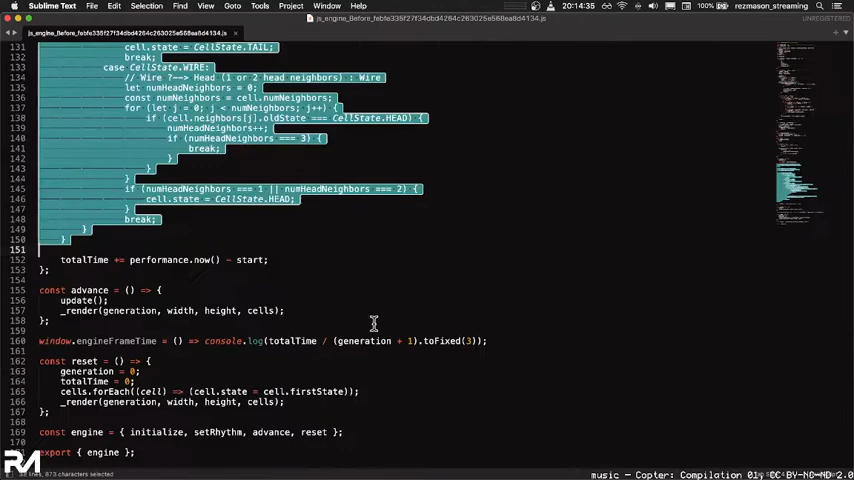 Sublime Text File Edit Selection Find View Goto Tools Project Window Help 100% 20:14:35 rezmason_streaming
js_engine_Before_febfe335f27f34dbd4264c263025e568ea8d4134.js UNREGISTERED
js_engine_Before_febfe335f27f34dbd4264c263025e568ea8d4134.js ×
131 cell.state = CellState.TAIL;
132 break;
133 case CellState.WIRE:
134 // Wire ?--> Head (1 or 2 head neighbors) : Wire
135 let numHeadNeighbors = 0;
136 const numNeighbors = cell.numNeighbors;
137 for (let j = 0; j < numNeighbors; j++) {
138 if (cell.neighbors[j].oldState === CellState.HEAD) {
139 numHeadNeighbors++;
140 if (numHeadNeighbors === 3) {
141 break;
142 }
143 }
144 }
145 if (numHeadNeighbors === 1 || numHeadNeighbors === 2) {
146 cell.state = CellState.HEAD;
147 }
148 break;
149 }
150 }
151
152 totalTime += performance.now() - start;
153 };
154
155 const advance = () => {
156 update();
157 _render(generation, width, height, cells);
158 };
159
160 window.engineFrameTime = () => console.log(totalTime / (generation + 1).toFixed(3));
161
162 const reset = () => {
163 generation = 0;
164 totalTime = 0;
165 cells.forEach((cell) => (cell.state = cell.firstState));
166 _render(generation, width, height, cells);
167 };
168
169 const engine = { initialize, setRhythm, advance, reset };
170
export { engine };
lines, 873 characters selected
music - Copter: Compilation 01, CC BY-NC-ND 2.0